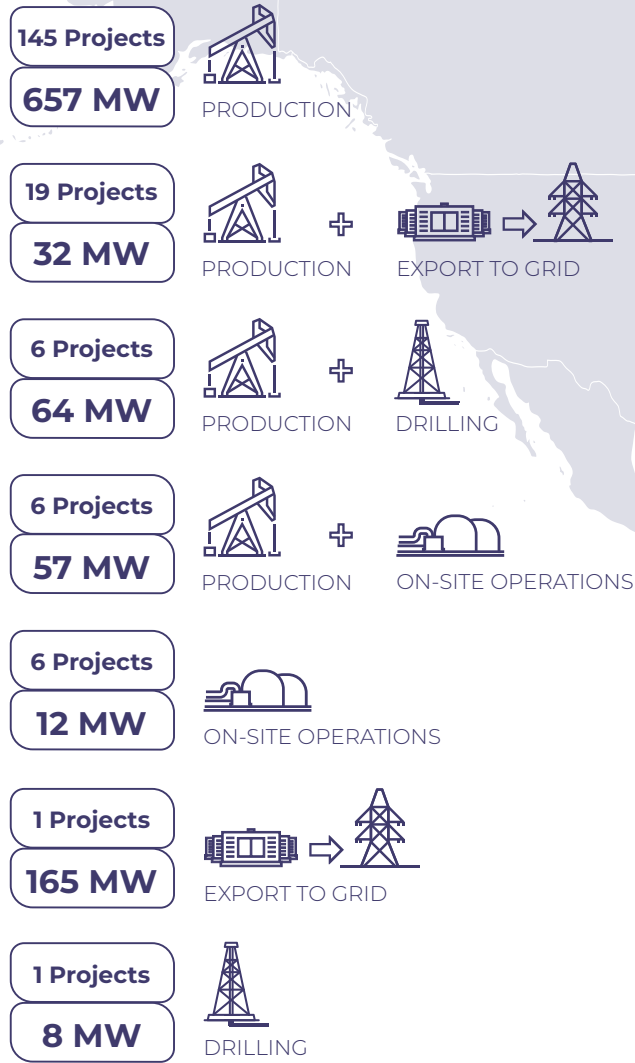 145 Projects
657 MW
PRODUCTION
19 Projects
32 MW
PRODUCTION
EXPORT TO GRID
6 Projects
64 MW
PRODUCTION
DRILLING
6 Projects
57 MW
PRODUCTION
ON-SITE OPERATIONS
6 Projects
12 MW
ON-SITE OPERATIONS
1 Projects
165 MW
EXPORT TO GRID
1 Projects
8 MW
DRILLING